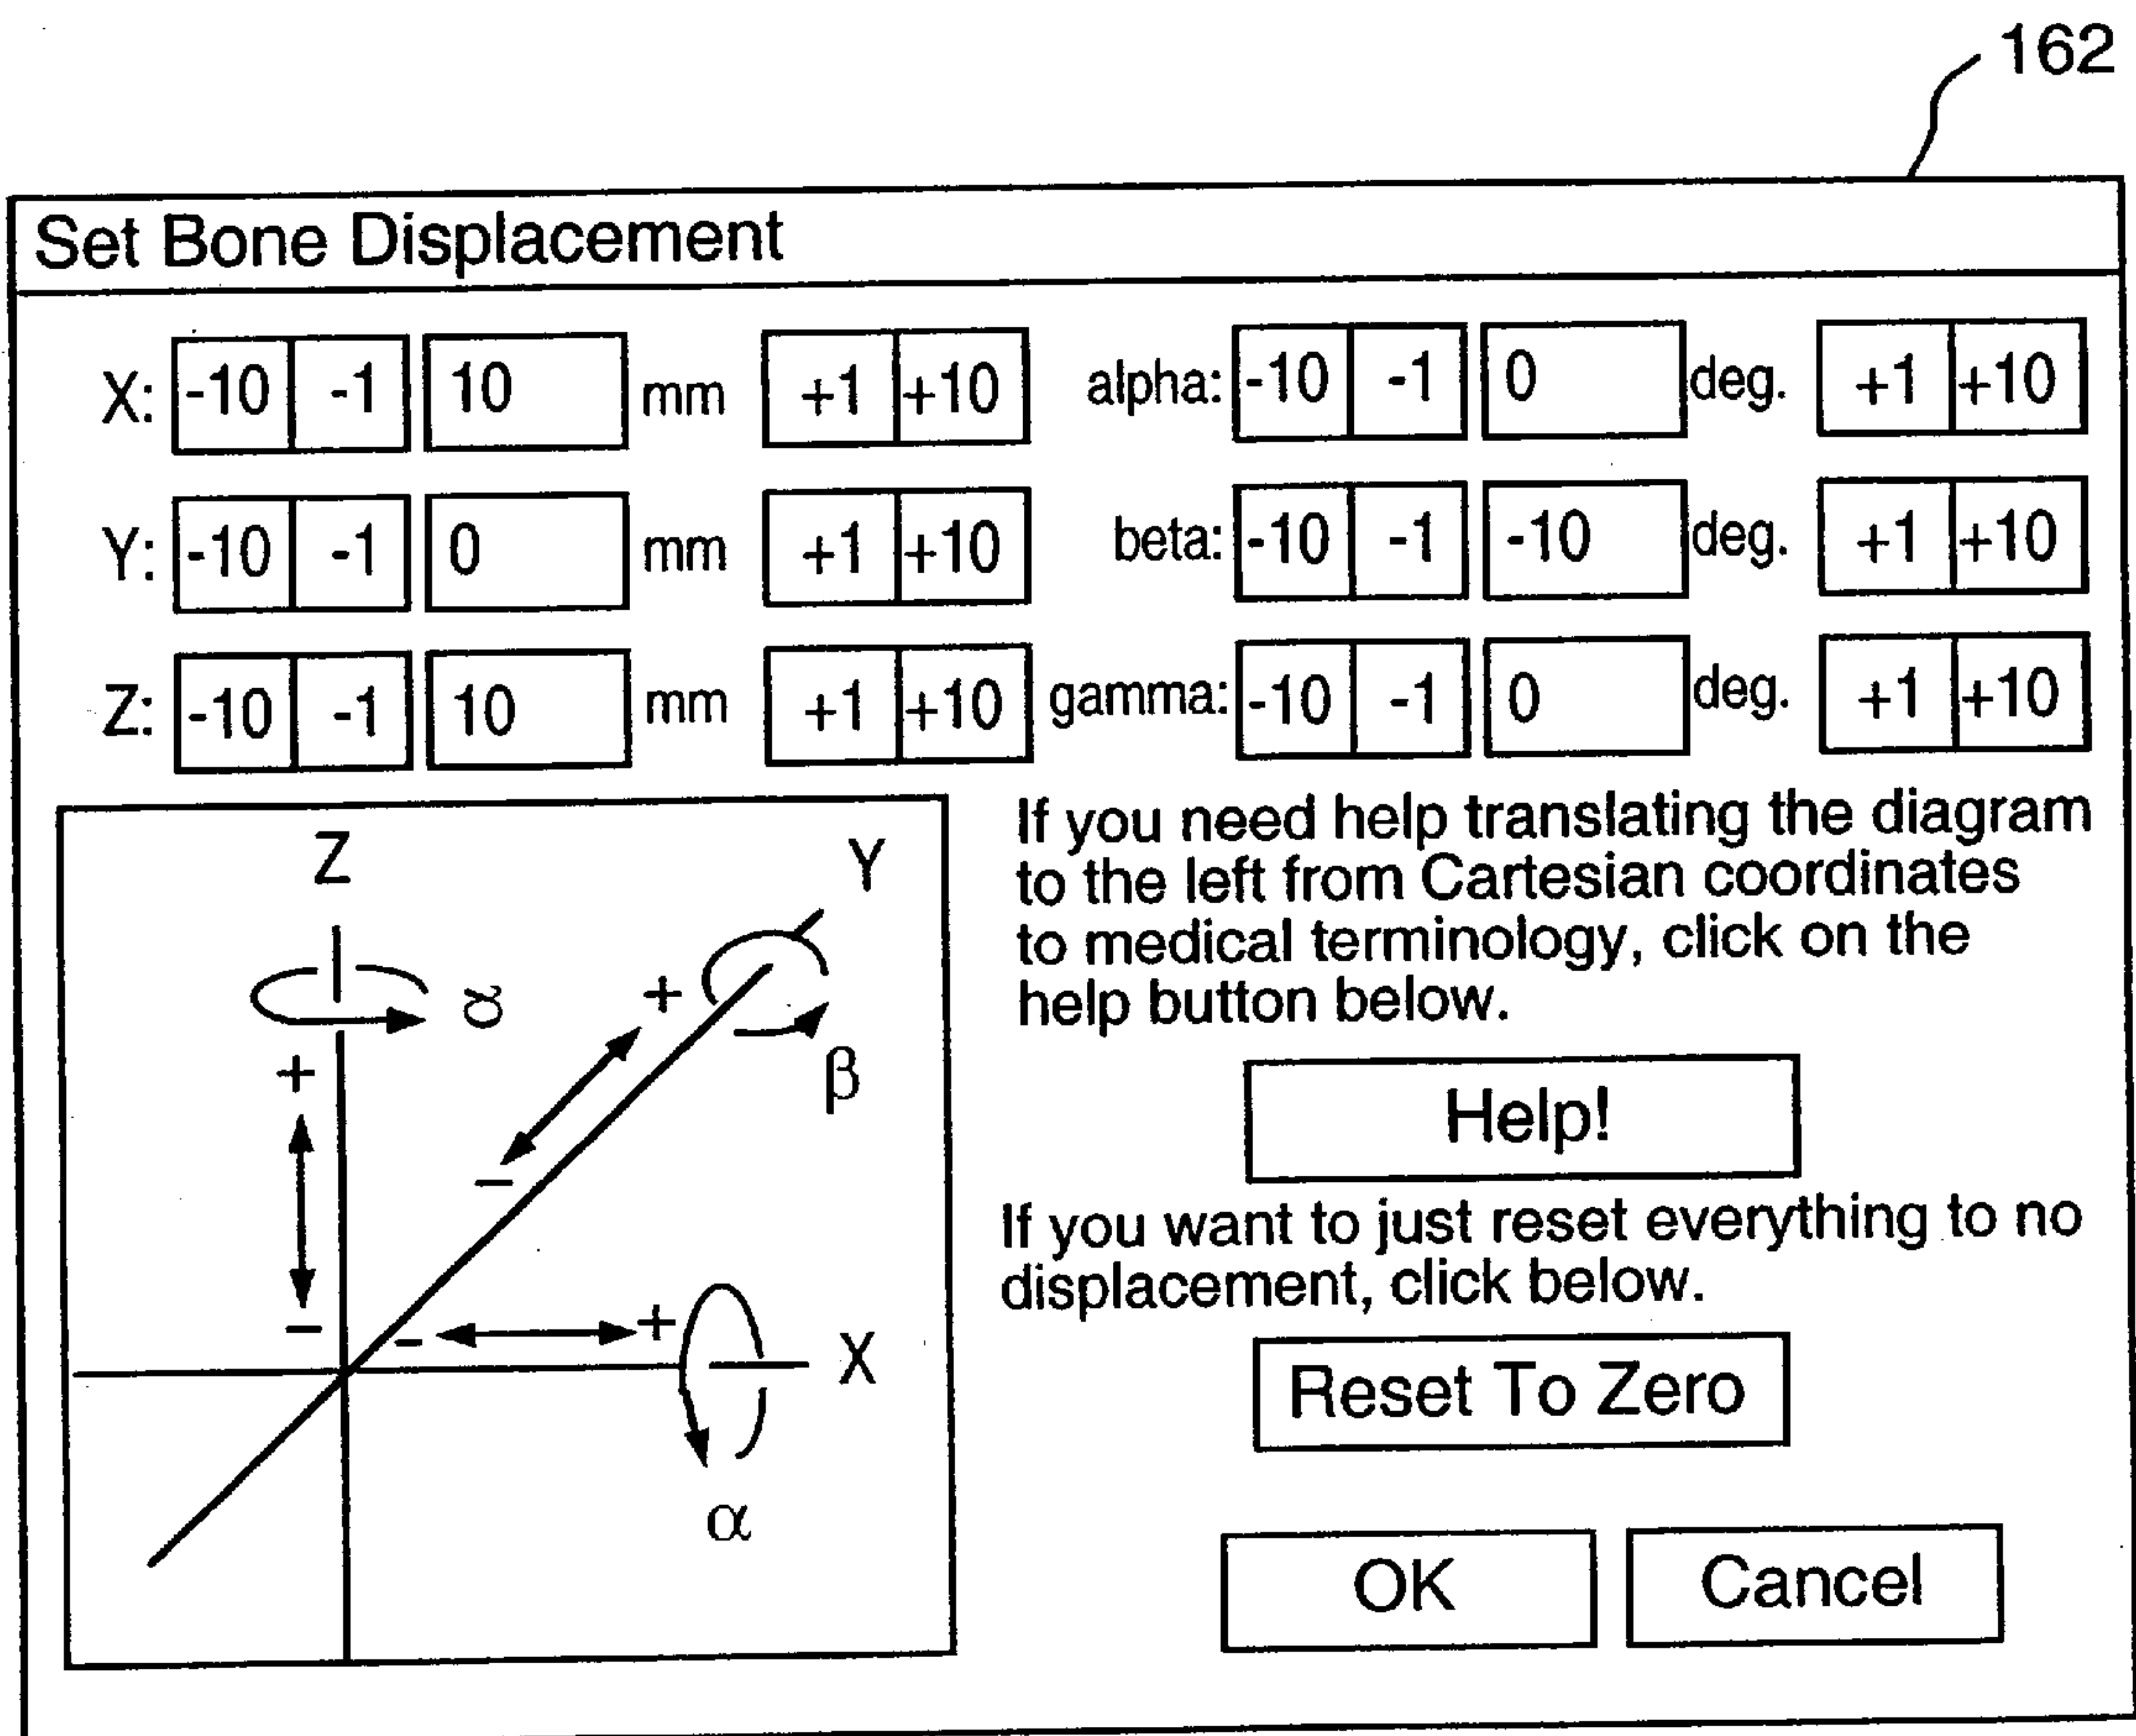 162
Set Bone Displacement
X: -10 -1 10 mm +1 +10 alpha: -10 -1 0 deg. +1 +10
Y: -10 -1 0 mm +1 +10 beta: -10 -1 -10 deg. +1 +10
Z: -10 -1 10 mm +1 +10 gamma: -10 -1 0 deg. +1 +10
Z Y
α
+
+
β
−
−
- + X
α
If you need help translating the diagram
to the left from Cartesian coordinates
to medical terminology, click on the
help button below.
Help!
If you want to just reset everything to no
displacement, click below.
Reset To Zero
OK Cancel